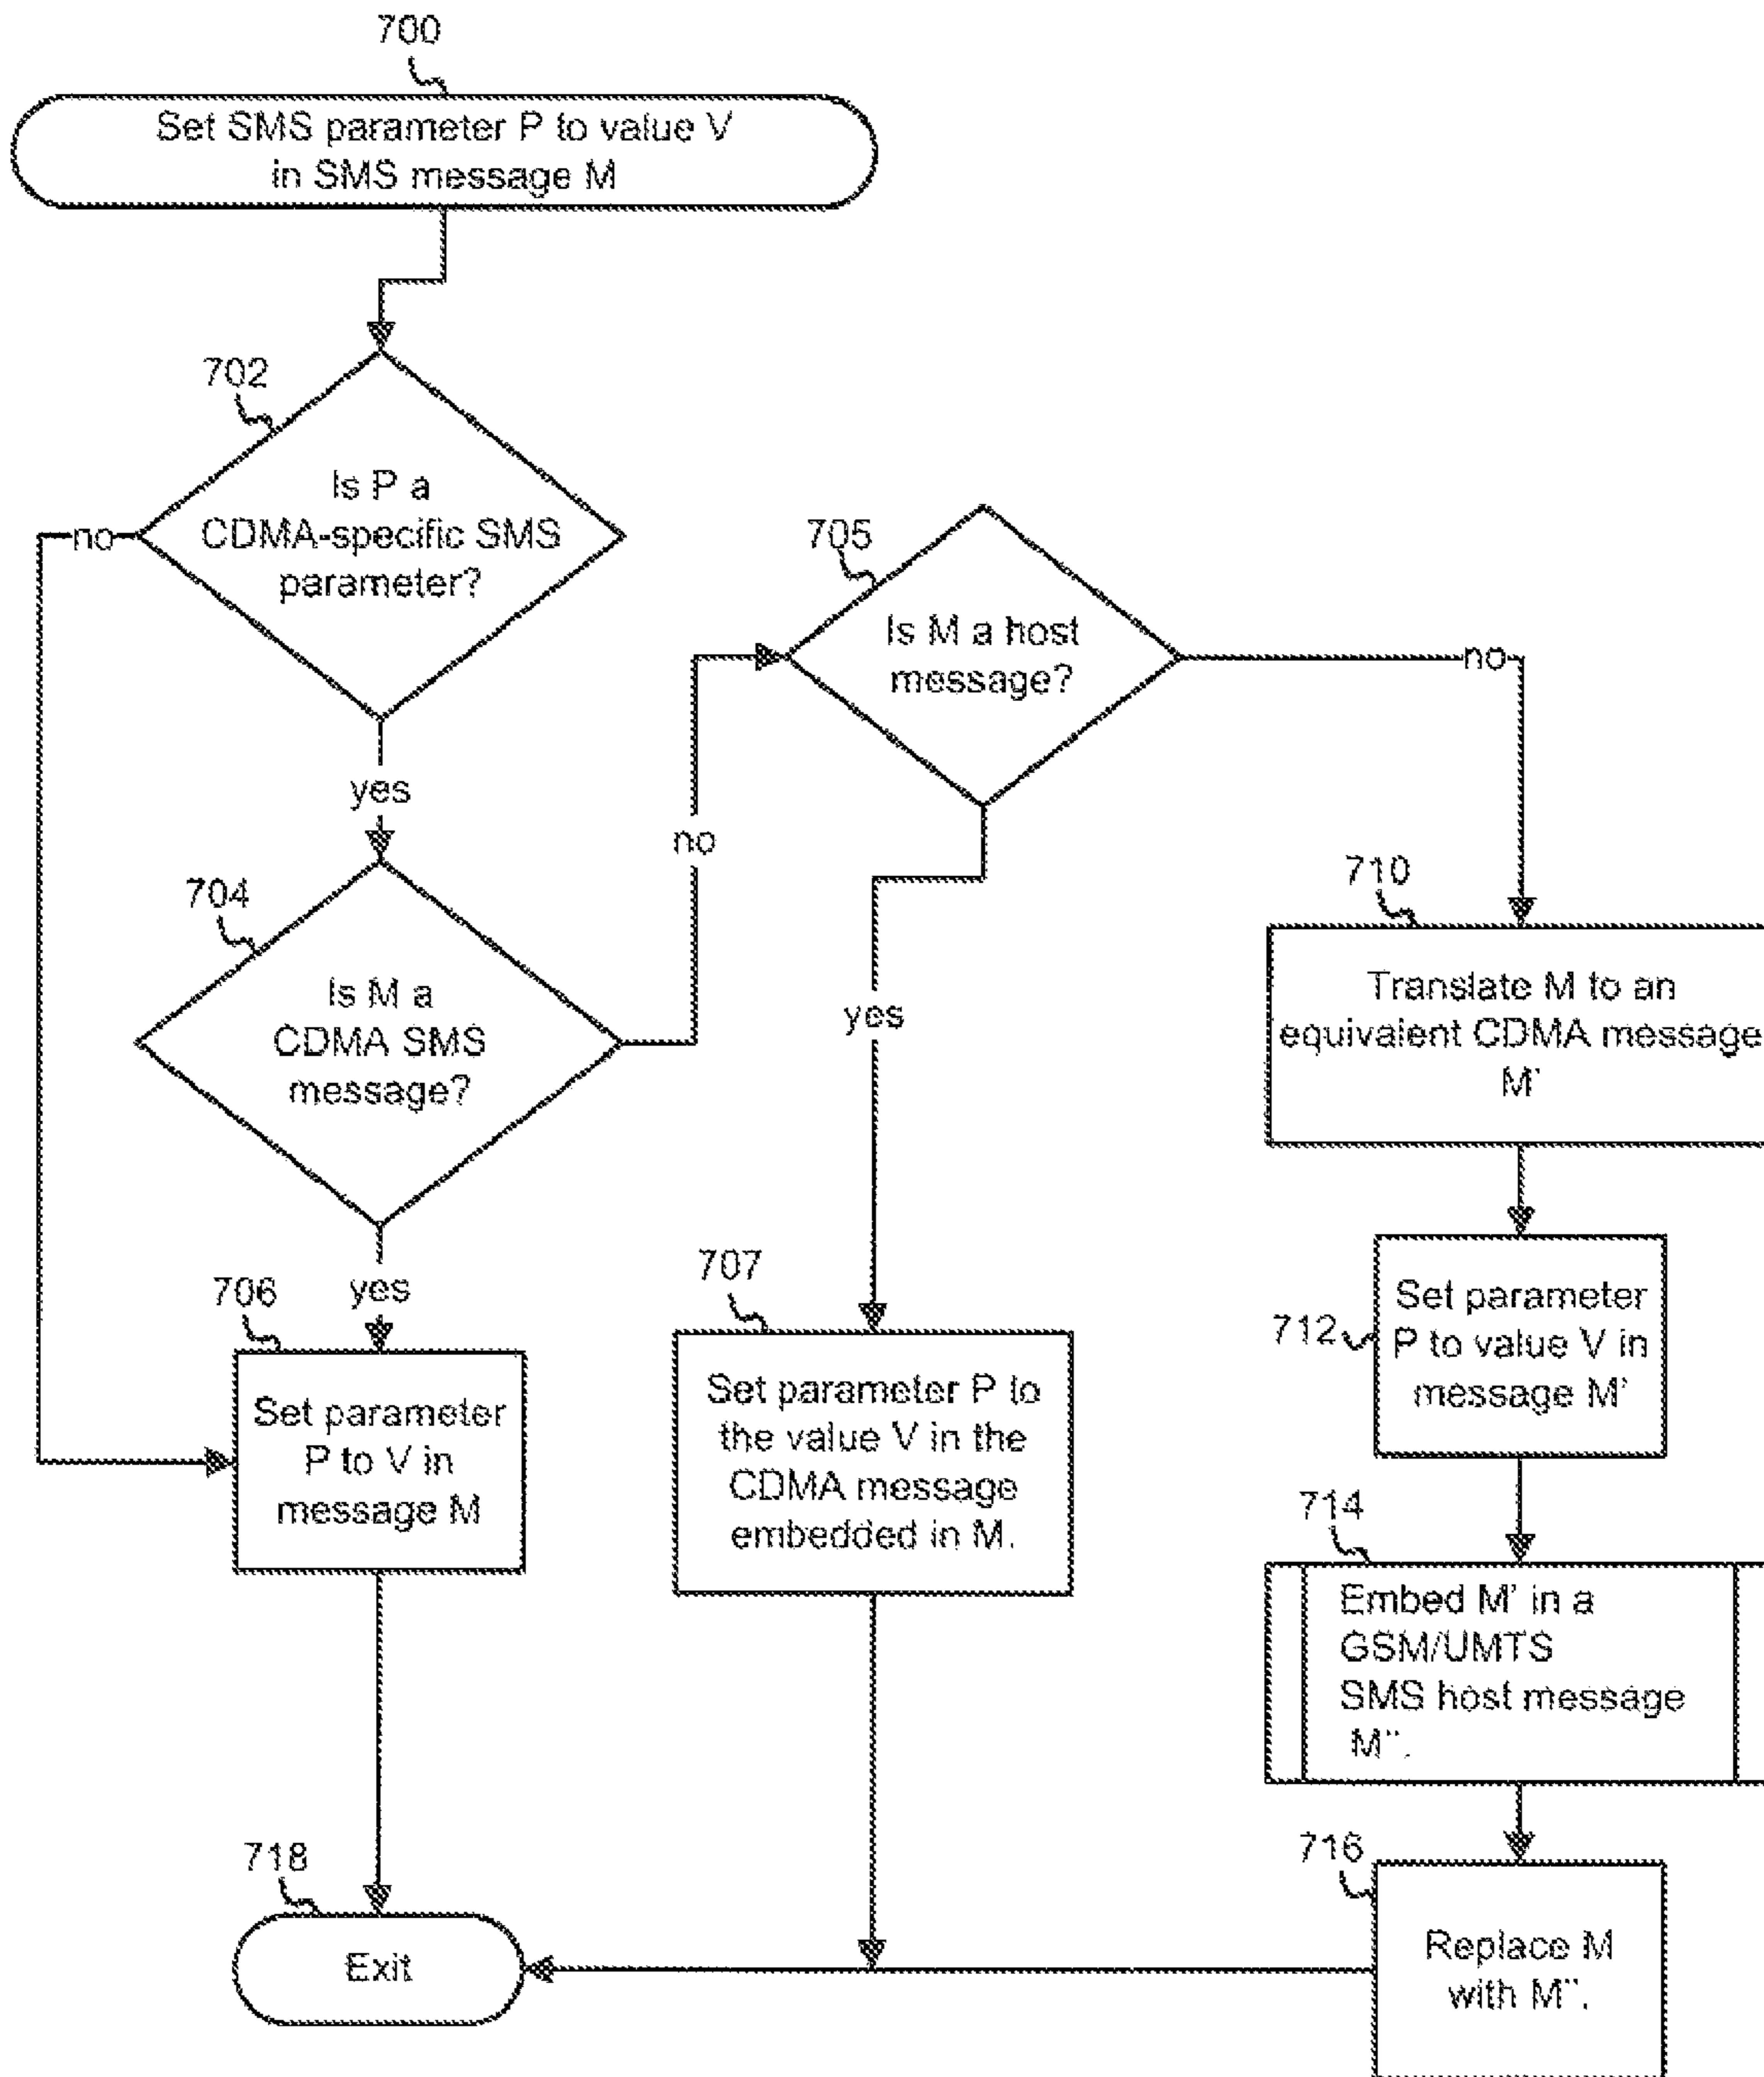 700
Set SMS parameter P to value V
in SMS message M
702
Is P a
CDMA-specific SMS
parameter?
no
yes
704
Is M a
CDMA SMS
message?
no
yes
705
Is M a host
message?
no
yes
706
Set parameter
P to V in
message M
707
Set parameter P to
the value V in the
CDMA message
embedded in M.
710
Translate M to an
equivalent CDMA message
M'
712
Set parameter
P to value V in
message M'
714
Embed M' in a
GSM/UMTS
SMS host message
M''.
716
Replace M
with M''.
718
Exit